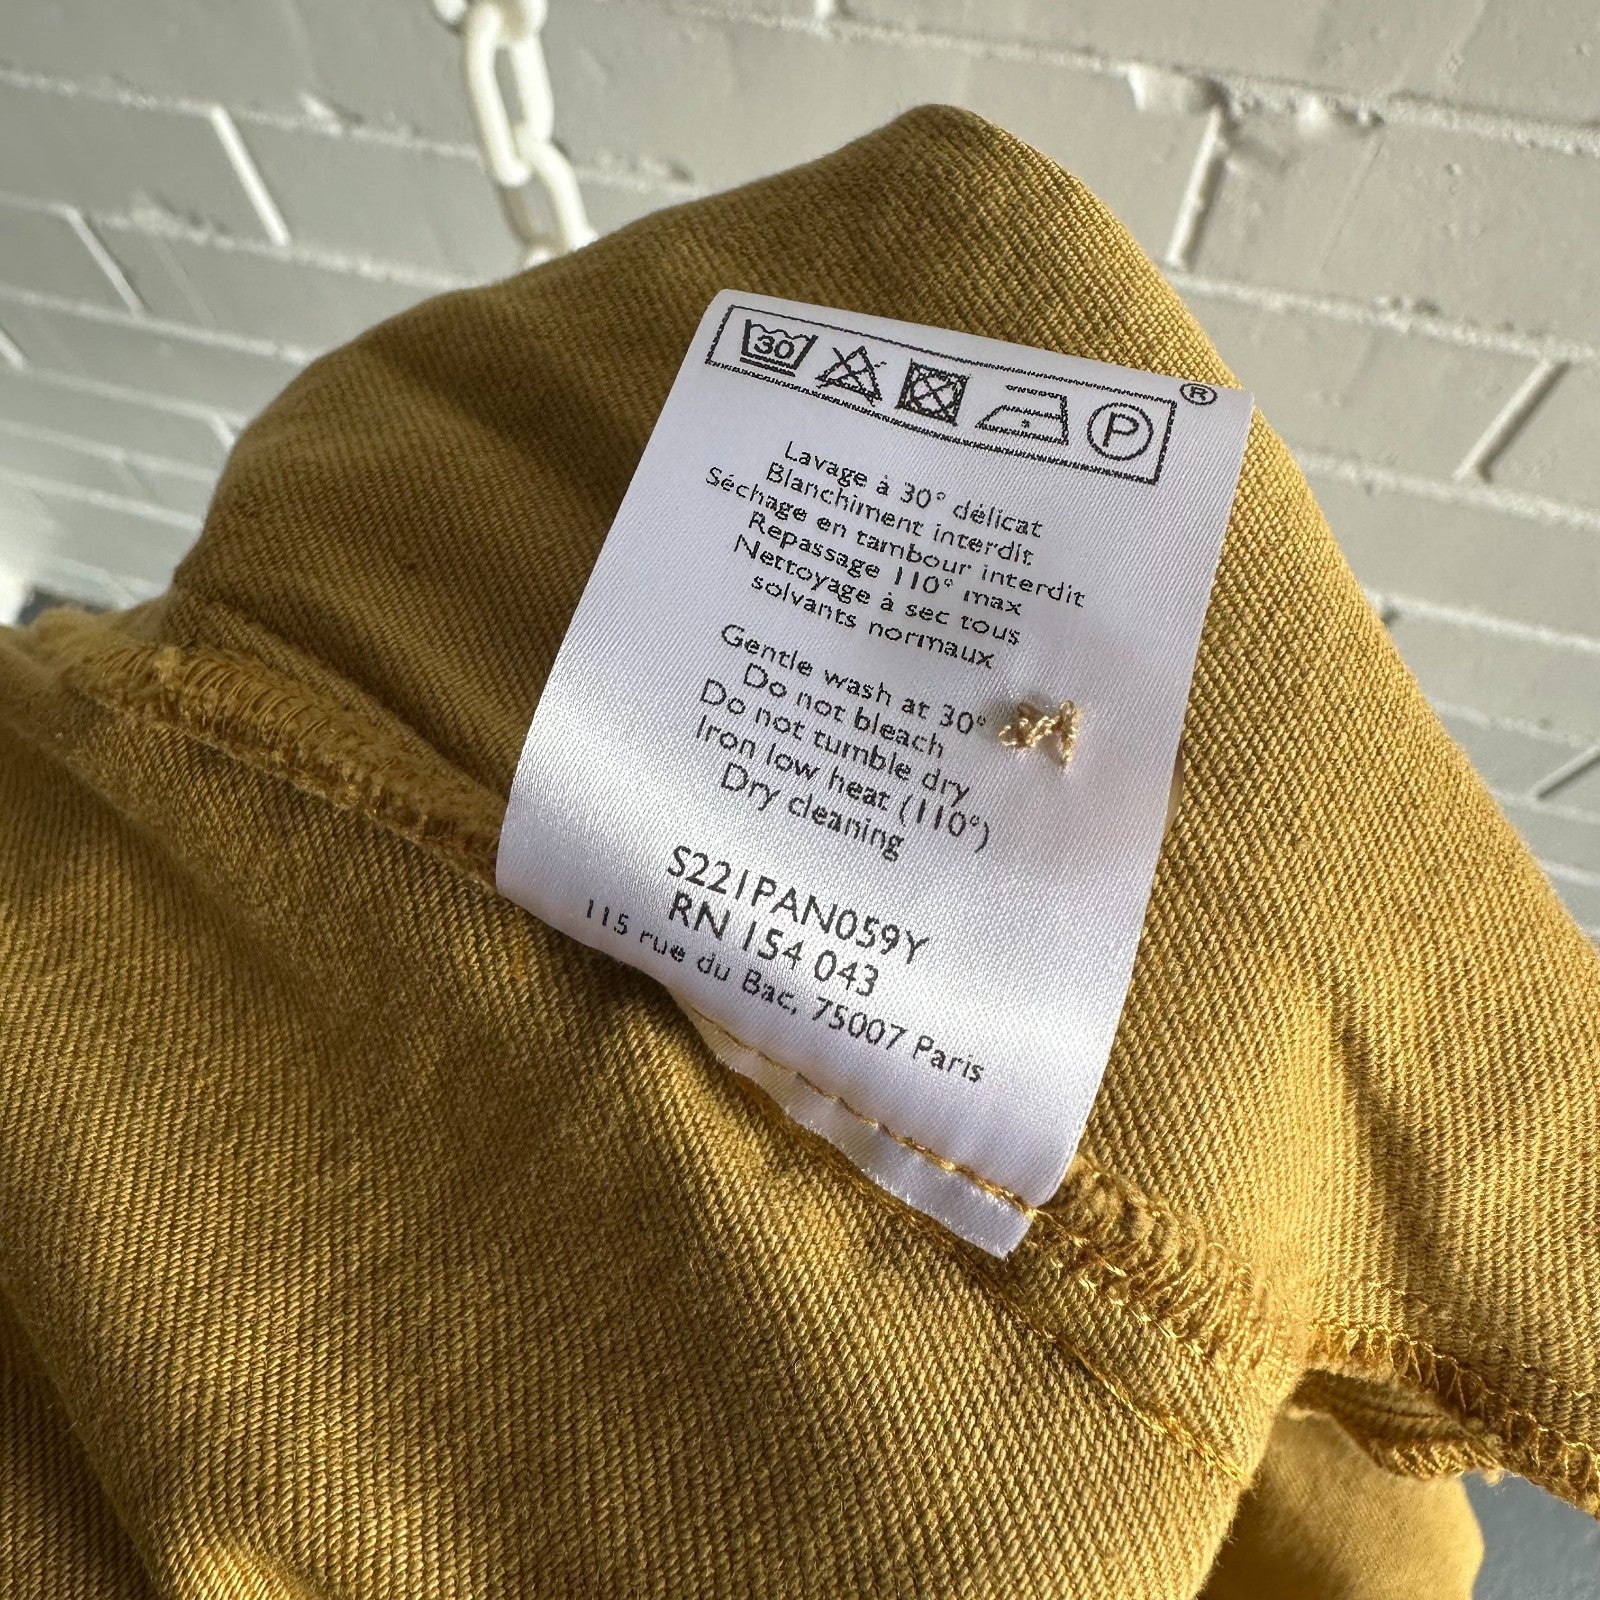 30 P ®
Lavage à 30° délicat
Blanchiment interdit
Séchage en tambour interdit
Repassage 110° max
Nettoyage à sec tous
solvants normaux
Gentle wash at 30°
Do not bleach
Do not tumble dry
Iron low heat (110°)
Dry cleaning
S221PAN059Y
RN 154 043
115 rue du Bac, 75007 Paris